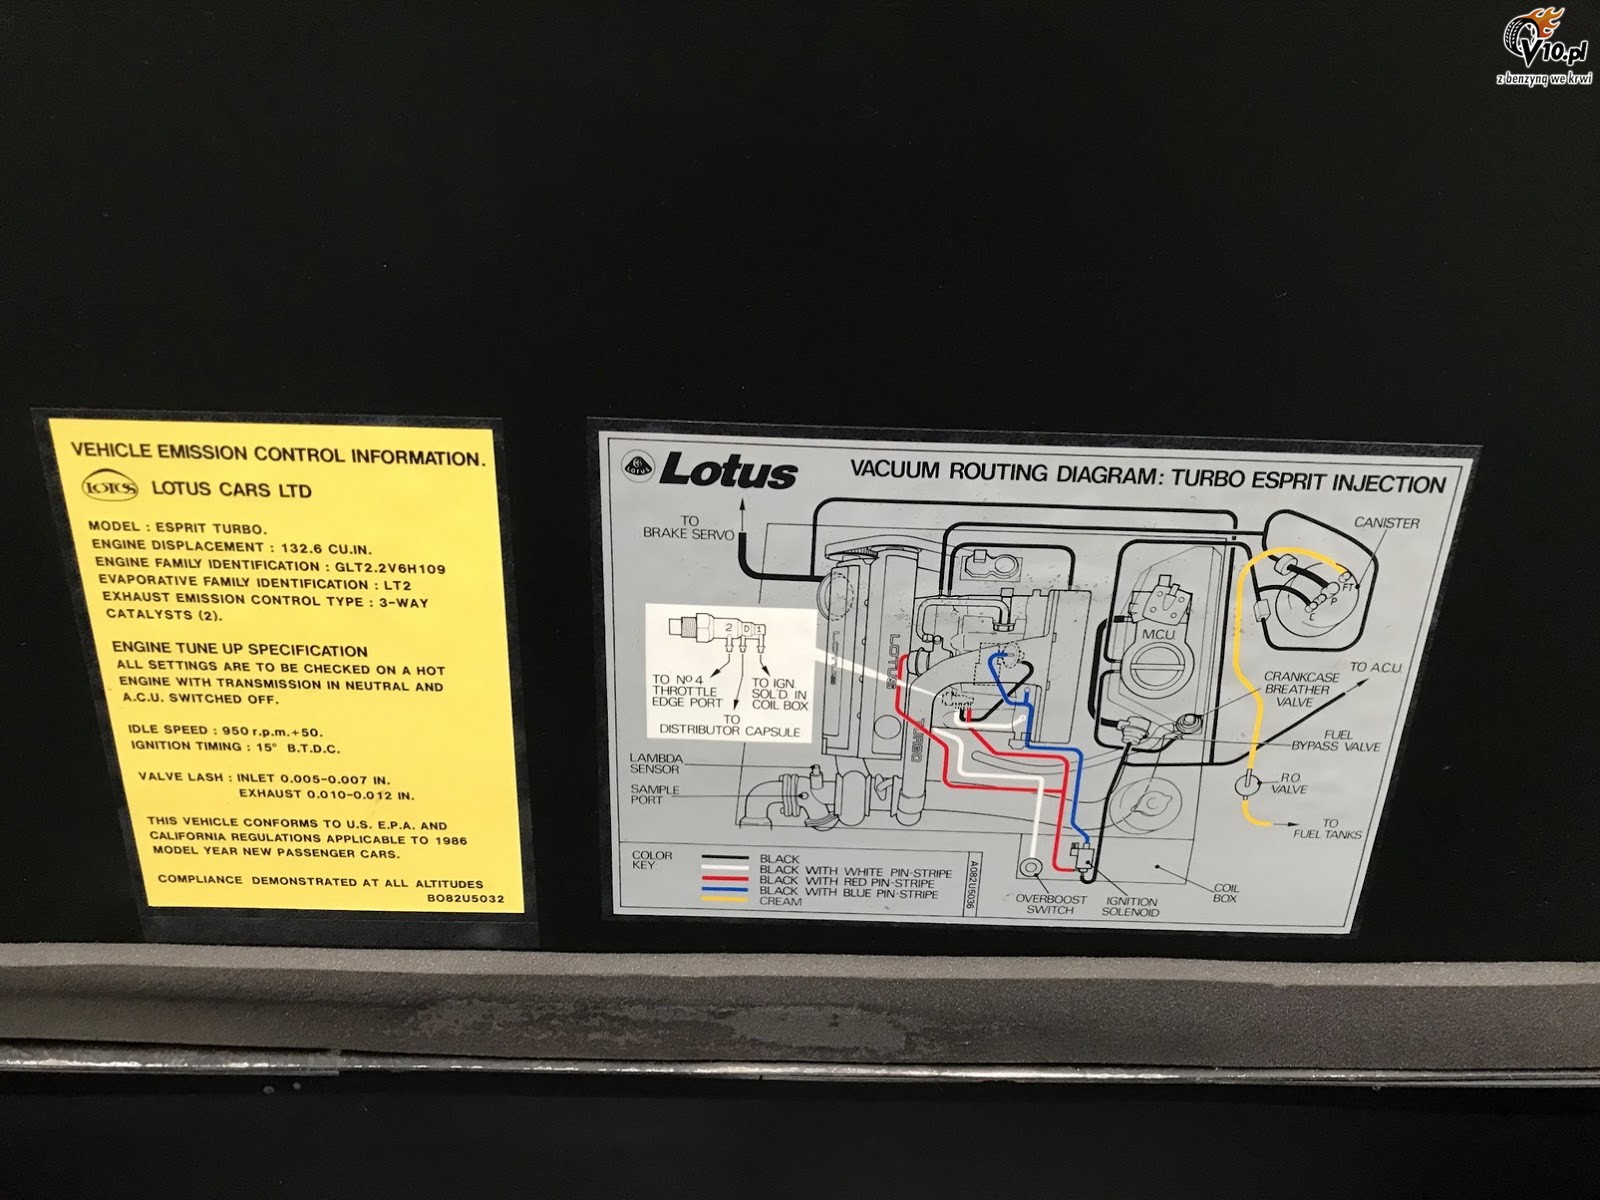 V10.pl
z benzyną we krwi
VEHICLE EMISSION CONTROL INFORMATION.
LOTUS LOTUS CARS LTD
MODEL : ESPRIT TURBO.
ENGINE DISPLACEMENT : 132.6 CU.IN.
ENGINE FAMILY IDENTIFICATION : GLT2.2V6H109
EVAPORATIVE FAMILY IDENTIFICATION : LT2
EXHAUST EMISSION CONTROL TYPE : 3-WAY
CATALYSTS (2).
ENGINE TUNE UP SPECIFICATION
ALL SETTINGS ARE TO BE CHECKED ON A HOT
ENGINE WITH TRANSMISSION IN NEUTRAL AND
A.C.U. SWITCHED OFF.
IDLE SPEED : 950 r.p.m.+50.
IGNITION TIMING : 15° B.T.D.C.
VALVE LASH : INLET 0.005-0.007 IN.
EXHAUST 0.010-0.012 IN.
THIS VEHICLE CONFORMS TO U.S. E.P.A. AND
CALIFORNIA REGULATIONS APPLICABLE TO 1986
MODEL YEAR NEW PASSENGER CARS.
COMPLIANCE DEMONSTRATED AT ALL ALTITUDES
B082U5032
LOTUS Lotus
VACUUM ROUTING DIAGRAM: TURBO ESPRIT INJECTION
TO
BRAKE SERVO
CANISTER
FT
P
C
2 D 1
TO Nº 4
THROTTLE
EDGE PORT
TO IGN
SOL'D IN
COIL BOX
TO
DISTRIBUTOR CAPSULE
LOTUS
LOTUS
TURBO
MCU
TO A.C.U.
CRANKCASE
BREATHER
VALVE
FUEL
BYPASS VALVE
R.O
VALVE
TO
FUEL TANKS
LAMBDA
SENSOR
SAMPLE
PORT
COLOR
KEY
BLACK
BLACK WITH WHITE PIN-STRIPE
BLACK WITH RED PIN-STRIPE
BLACK WITH BLUE PIN-STRIPE
CREAM
A082U5036
OVERBOOST
SWITCH
IGNITION
SOLENOID
COIL
BOX